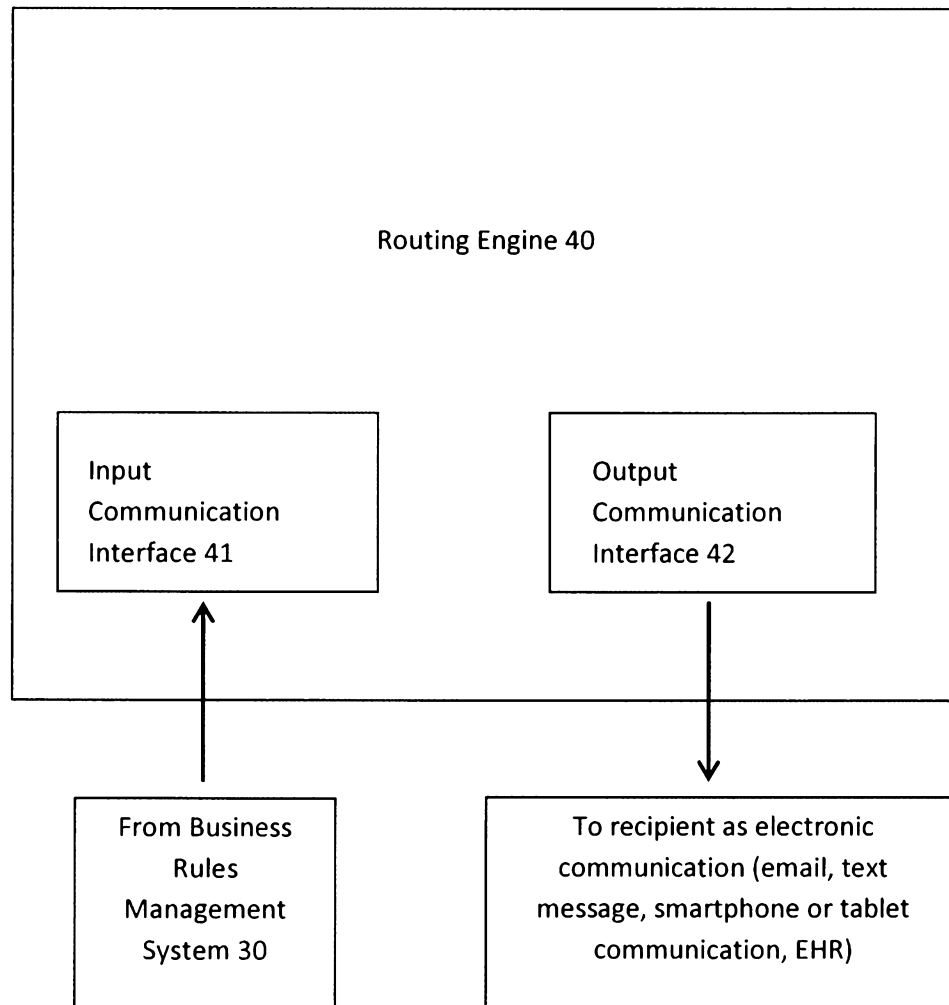 Routing Engine 40
Input
Communication
Interface 41
Output
Communication
Interface 42
From Business
Rules
Management
System 30
To recipient as electronic
communication (email, text
message, smartphone or tablet
communication, EHR)